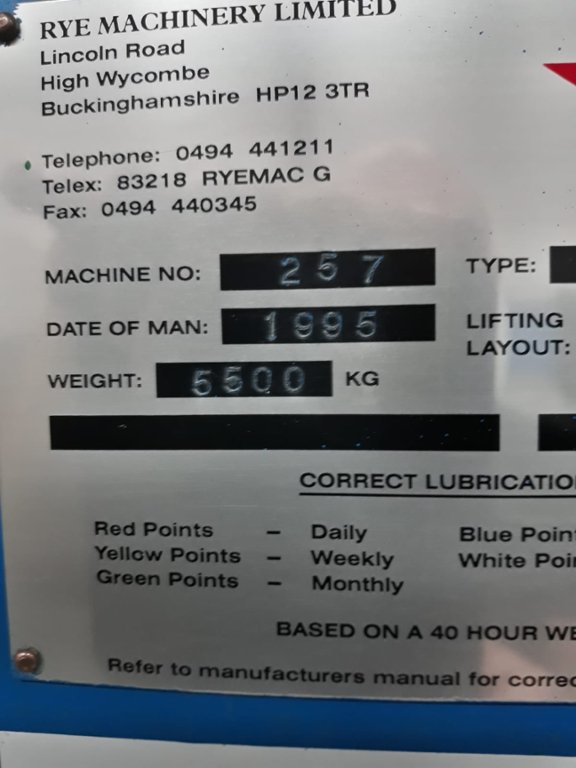 RYE MACHINERY LIMITED
Lincoln Road
High Wycombe
Buckinghamshire HP12 3TR
Telephone: 0494 441211
Telex: 83218 RYEMAC G
Fax: 0494 440345
MACHINE NO: 257 TYPE:
DATE OF MAN: 1995 LIFTING
LAYOUT:
WEIGHT: 5500 KG
CORRECT LUBRICATIO
Red Points – Daily Blue Poin
Yellow Points – Weekly White Poi
Green Points – Monthly
BASED ON A 40 HOUR WE
Refer to manufacturers manual for correc